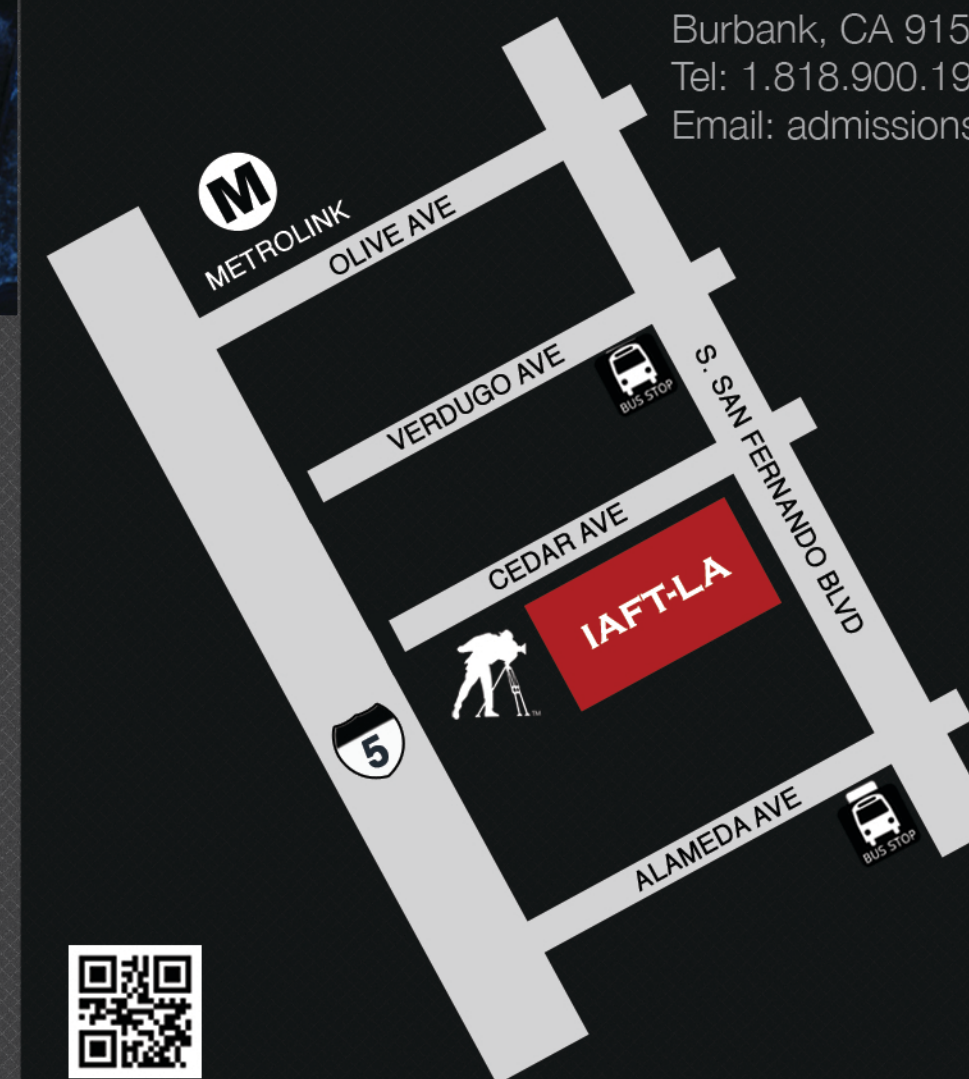 Burbank, CA 915
Tel: 1.818.900.19
Email: admissions
M
METROLINK
OLIVE AVE
VERDUGO AVE
BUS STOP
S. SAN FERNANDO BLVD
CEDAR AVE
IAFT-LA
TM
5
ALAMEDA AVE
BUS STOP